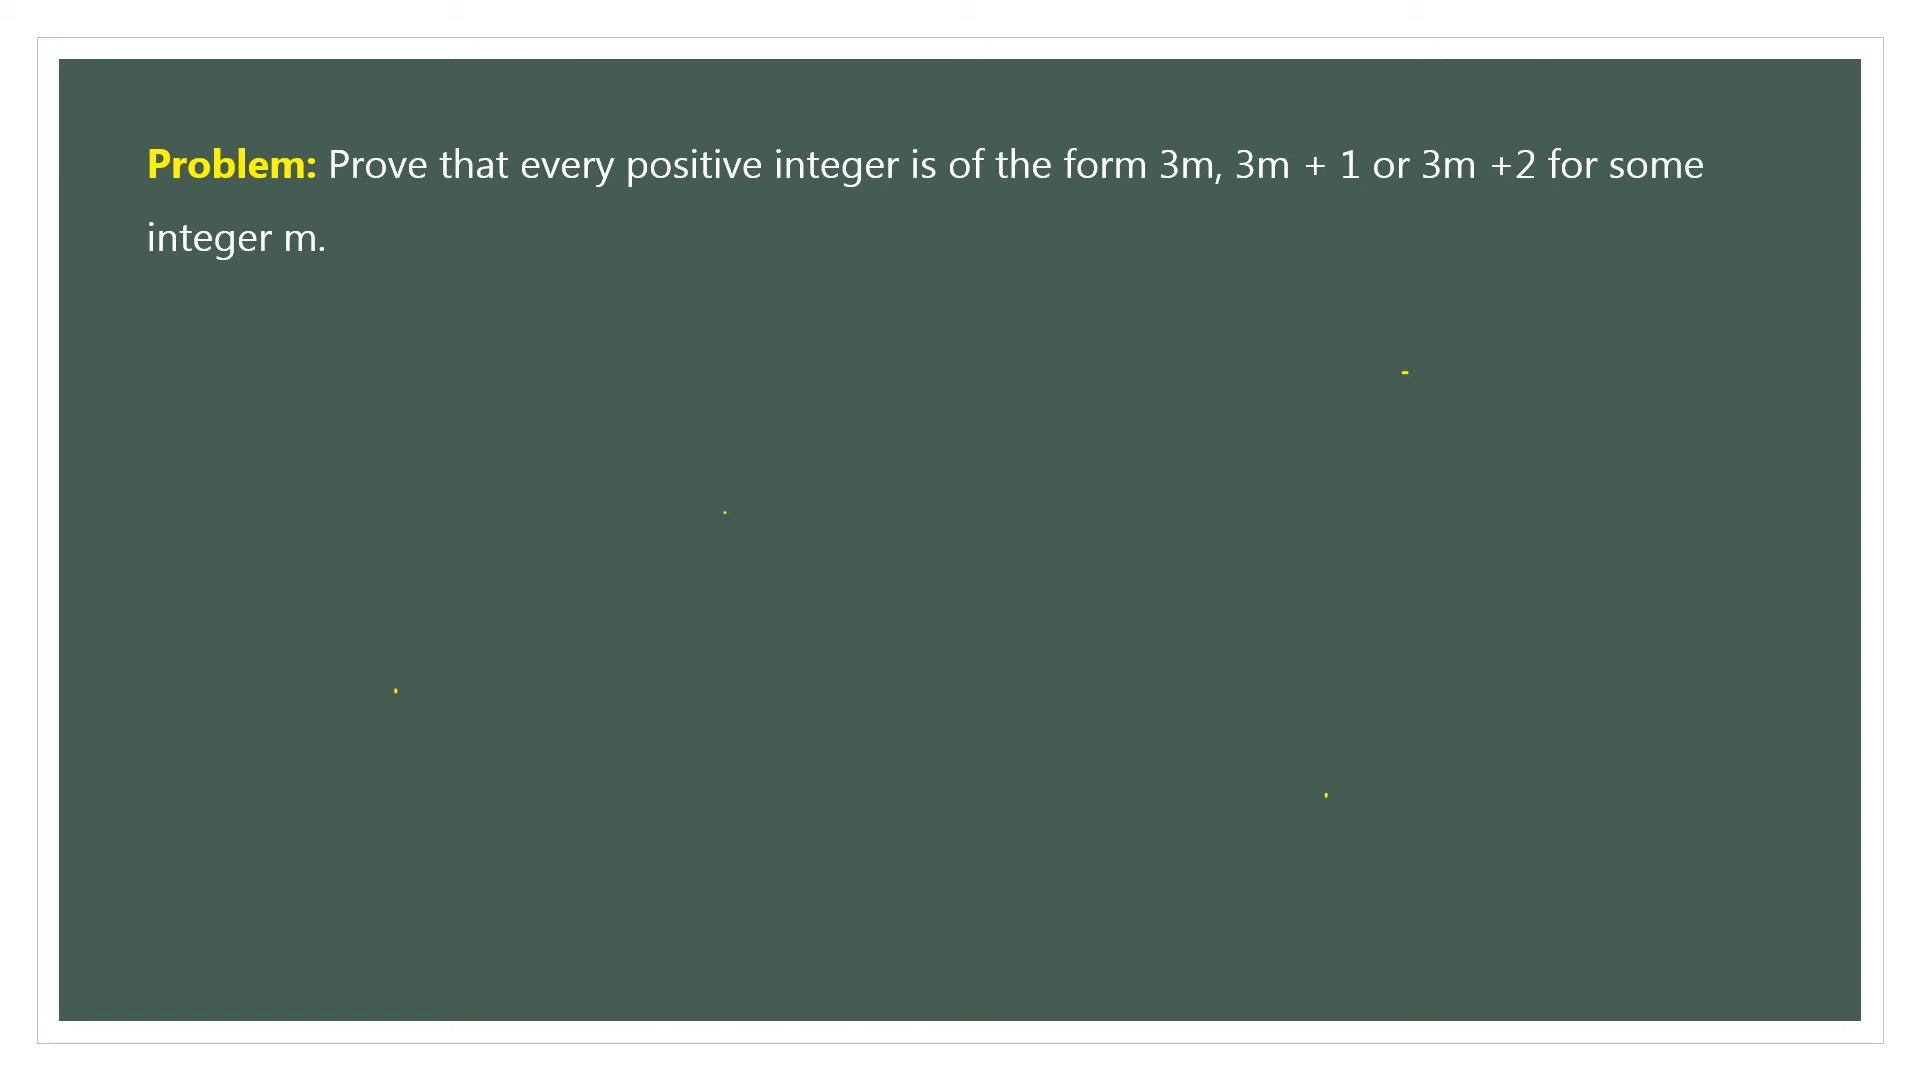 Problem: Prove that every positive integer is of the form 3m, 3m + 1 or 3m +2 for some
integer m.